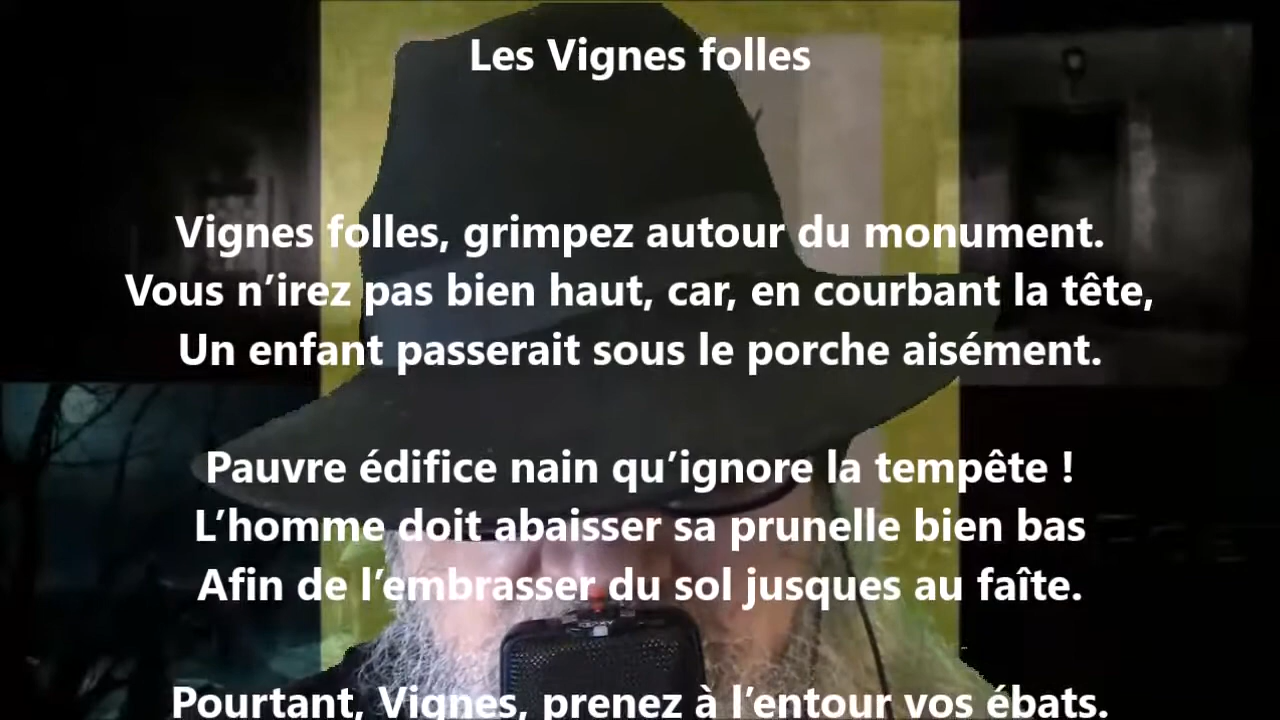 Les Vignes folles
Vignes folles, grimpez autour du monument.
Vous n’irez pas bien haut, car, en courbant la tête,
Un enfant passerait sous le porche aisément.
Pauvre édifice nain qu’ignore la tempête !
L’homme doit abaisser sa prunelle bien bas
Afin de l’embrasser du sol jusques au faîte.
Pourtant, Vignes, prenez à l’entour vos ébats.